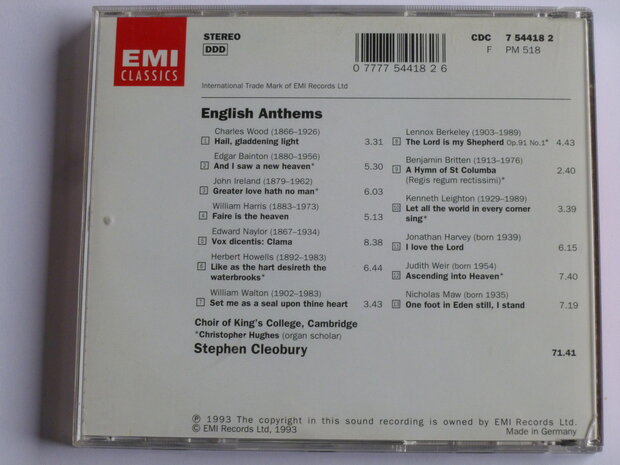 EMI
CLASSICS
STEREO
DDD
0 7777 54418 2 6
CDC 7 54418 2
F PM 518
International Trade Mark of EMI Records Ltd
English Anthems
Charles Wood (1866–1926)
1 Hail, gladdening light 3.31
Edgar Bainton (1880–1956)
2 And I saw a new heaven* 5.30
John Ireland (1879–1962)
3 Greater love hath no man* 6.03
William Harris (1883–1973)
4 Faire is the heaven 5.13
Edward Naylor (1867–1934)
5 Vox dicentis: Clama 8.38
Herbert Howells (1892–1983)
6 Like as the hart desireth the 6.44
waterbrooks*
William Walton (1902–1983)
7 Set me as a seal upon thine heart 3.43
Lennox Berkeley (1903–1989)
8 The Lord is my Shepherd Op.91 No.1* 4.43
Benjamin Britten (1913–1976)
9 A Hymn of St Columba 2.40
(Regis regum rectissimi)*
Kenneth Leighton (1929–1989)
10 Let all the world in every corner 3.39
sing*
Jonathan Harvey (born 1939)
11 I love the Lord 6.15
Judith Weir (born 1954)
12 Ascending into Heaven* 7.40
Nicholas Maw (born 1935)
13 One foot in Eden still, I stand 7.19
Choir of King's College, Cambridge
*Christopher Hughes (organ scholar)
Stephen Cleobury 71.41
℗ 1993 The copyright in this sound recording is owned by EMI Records Ltd.
© EMI Records Ltd, 1993 Made in Germany